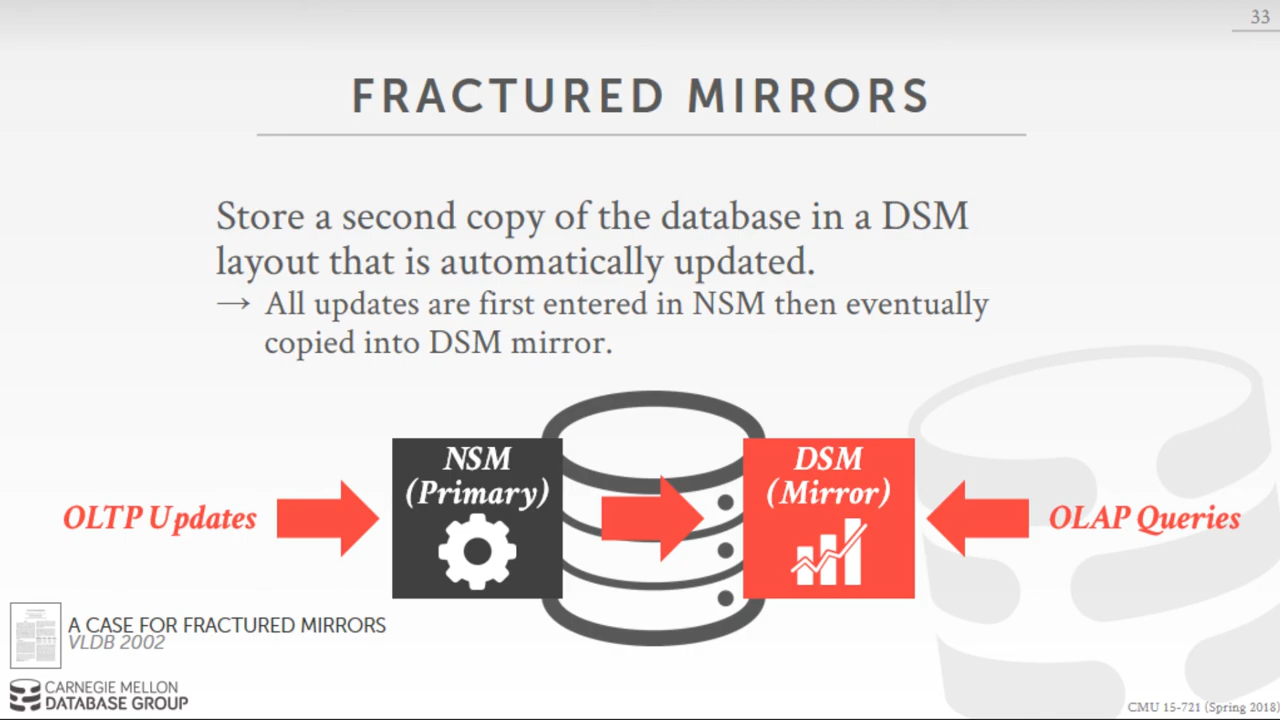 33
FRACTURED MIRRORS
Store a second copy of the database in a DSM
layout that is automatically updated.
→ All updates are first entered in NSM then eventually
copied into DSM mirror.
OLTP Updates
NSM
(Primary)
DSM
(Mirror)
OLAP Queries
A CASE FOR FRACTURED MIRRORS
VLDB 2002
CARNEGIE MELLON
DATABASE GROUP
CMU 15-721 (Spring 2018)